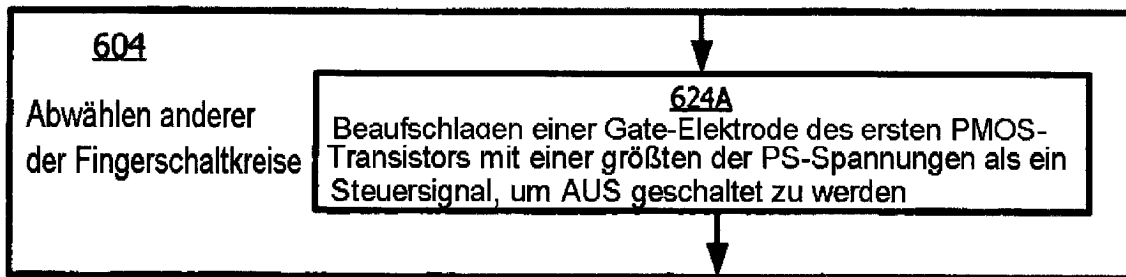 604
Abwählen anderer
der Fingerschaltkreise
624A
Beaufschlagen einer Gate-Elektrode des ersten PMOS-
Transistors mit einer größten der PS-Spannungen als ein
Steuersignal, um AUS geschaltet zu werden